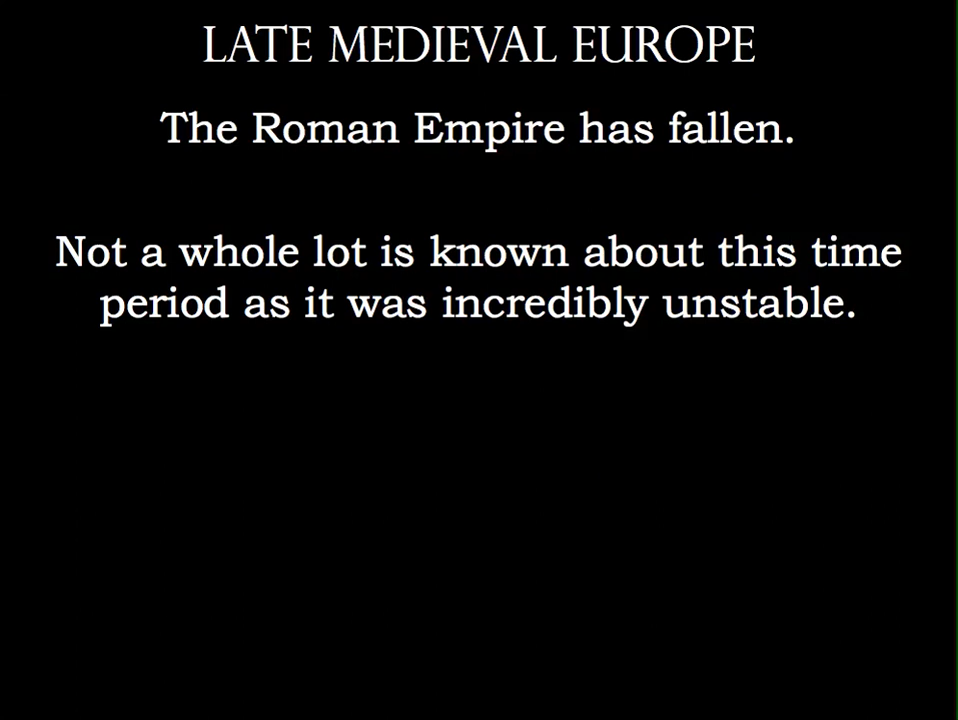 LATE MEDIEVAL EUROPE
The Roman Empire has fallen.
Not a whole lot is known about this time
period as it was incredibly unstable.